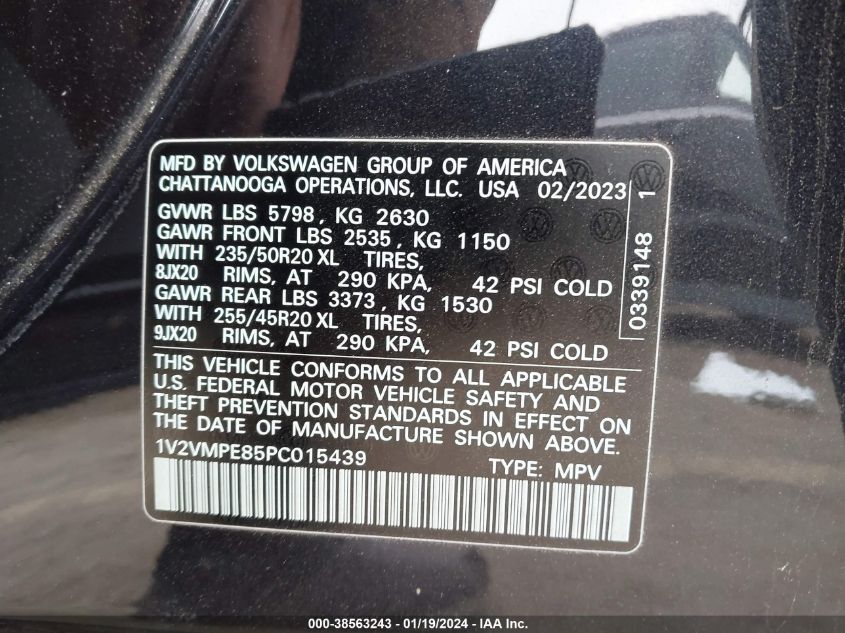 MFD BY VOLKSWAGEN GROUP OF AMERICA
CHATTANOOGA OPERATIONS, LLC. USA 02/2023
GVWR LBS 5798, KG 2630
GAWR FRONT LBS 2535, KG 1150
WITH 235/50R20 XL TIRES,
8JX20 RIMS, AT 290 KPA, 42 PSI COLD
GAWR REAR LBS 3373, KG 1530
WITH 255/45R20 XL TIRES,
9JX20 RIMS, AT 290 KPA, 42 PSI COLD
THIS VEHICLE CONFORMS TO ALL APPLICABLE
U.S. FEDERAL MOTOR VEHICLE SAFETY AND
THEFT PREVENTION STANDARDS IN EFFECT ON
THE DATE OF MANUFACTURE SHOWN ABOVE.
1V2VMPE85PC015439 TYPE: MPV
0339148 1
000-38563243 - 01/19/2024 - IAAI.com